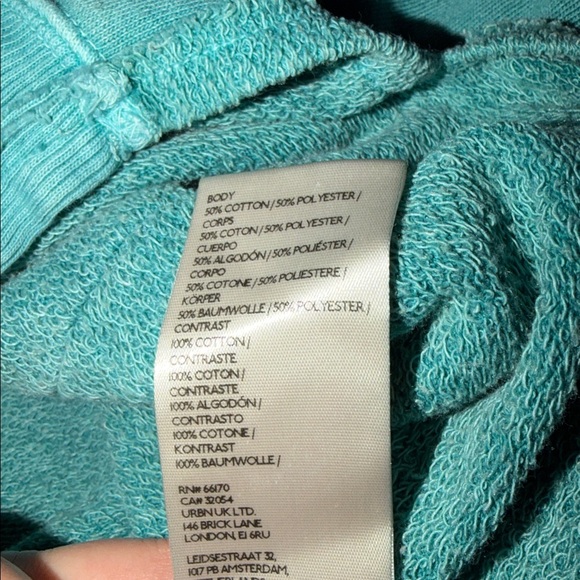 BODY
50% COTTON / 50% POLYESTER /
CORPS
50% COTON / 50% POLYESTER /
CUERPO
50% ALGODÓN / 50% POLIÉSTER /
CORPO
50% COTONE / 50% POLIESTERE /
KÖRPER
50% BAUMWOLLE / 50% POLYESTER /
CONTRAST
100% COTTON /
CONTRASTE
100% COTON /
CONTRASTE
100% ALGODÓN /
CONTRASTO
100% COTONE /
KONTRAST
100% BAUMWOLLE /
RN# 66170
CA# 32054
URBN UK LTD.
146 BRICK LANE
LONDON, E1 6RU
LEIDSESTRAAT 32,
1017 PB AMSTERDAM,